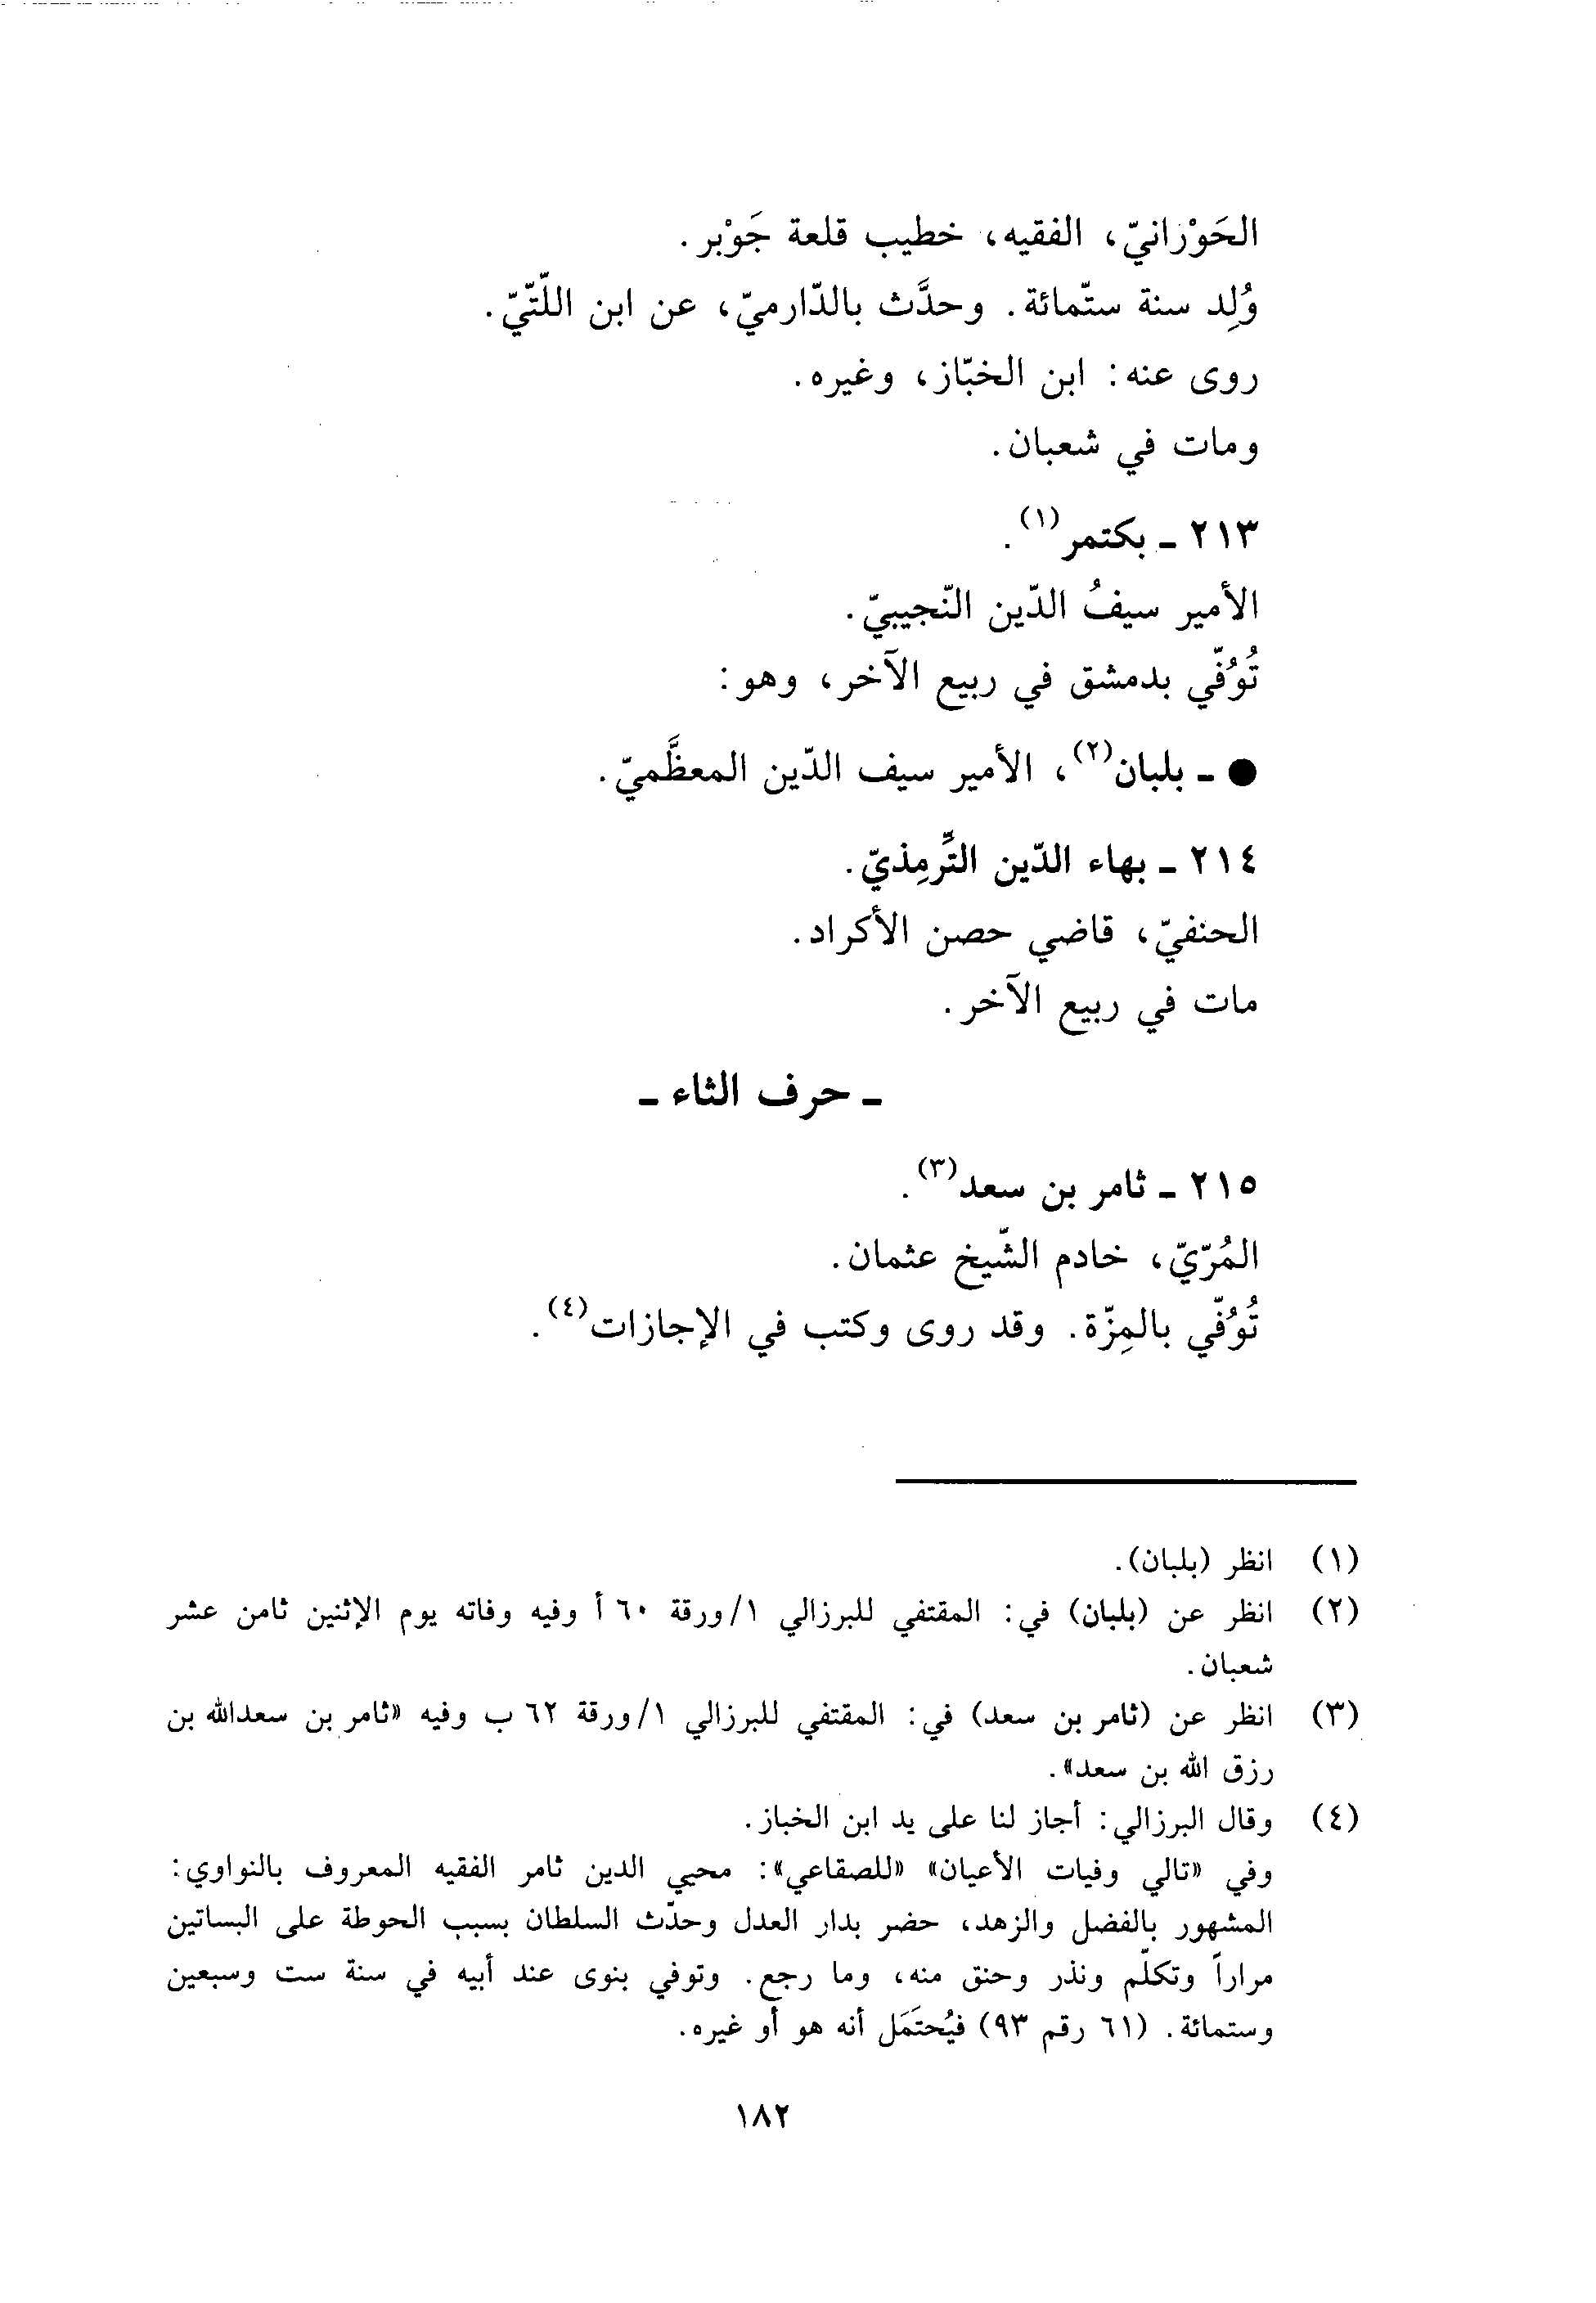 الحَوْرَانيّ، الفقيه، خطيب قلعة جَوْبر.
وُلِد سنة ستّمائة. وحدَّث بالدّارميّ، عن ابن اللّتّيّ.
روى عنه: ابن الخبّاز، وغيره.
ومات في شعبان.
٢١٣ ـ بكتمر(١).
الأمير سيفُ الدّين النّجيبيّ.
تُوُفّي بدمشق في ربيع الآخر، وهو:
● ـ بلبان(٢)، الأمير سيف الدّين المعظَّميّ.
٢١٤ ـ بهاء الدّين التِّرمِذيّ.
الحنفيّ، قاضي حصن الأكراد.
مات في ربيع الآخر.
ـ حرف الثاء ـ
٢١٥ ـ ثامر بن سعد(٣).
المُرّيّ، خادم الشّيخ عثمان.
تُوُفّي بالمِزّة. وقد روى وكتب في الإجازات(٤).
(١) انظر (بلبان).
(٢) انظر عن (بلبان) في: المقتفي للبرزالي ١/ورقة ٦٠ أ وفيه وفاته يوم الإثنين ثامن عشر
شعبان.
(٣) انظر عن (ثامر بن سعد) في: المقتفي للبرزالي ١/ورقة ٦٢ ب وفيه «ثامر بن سعدالله بن
رزق الله بن سعد».
(٤) وقال البرزالي: أجاز لنا على يد ابن الخباز.
وفي «تالي وفيات الأعيان» «للصقاعي»: محيي الدين ثامر الفقيه المعروف بالنواوي:
المشهور بالفضل والزهد، حضر بدار العدل وحدّث السلطان بسبب الحوطة على البساتين
مراراً وتكلّم ونذر وحنق منه، وما رجع. وتوفي بنوى عند أبيه في سنة ست وسبعين
وستمائة. (٦١ رقم ٩٣) فيُحتَمَل أنه هو أو غيره.
١٨٢